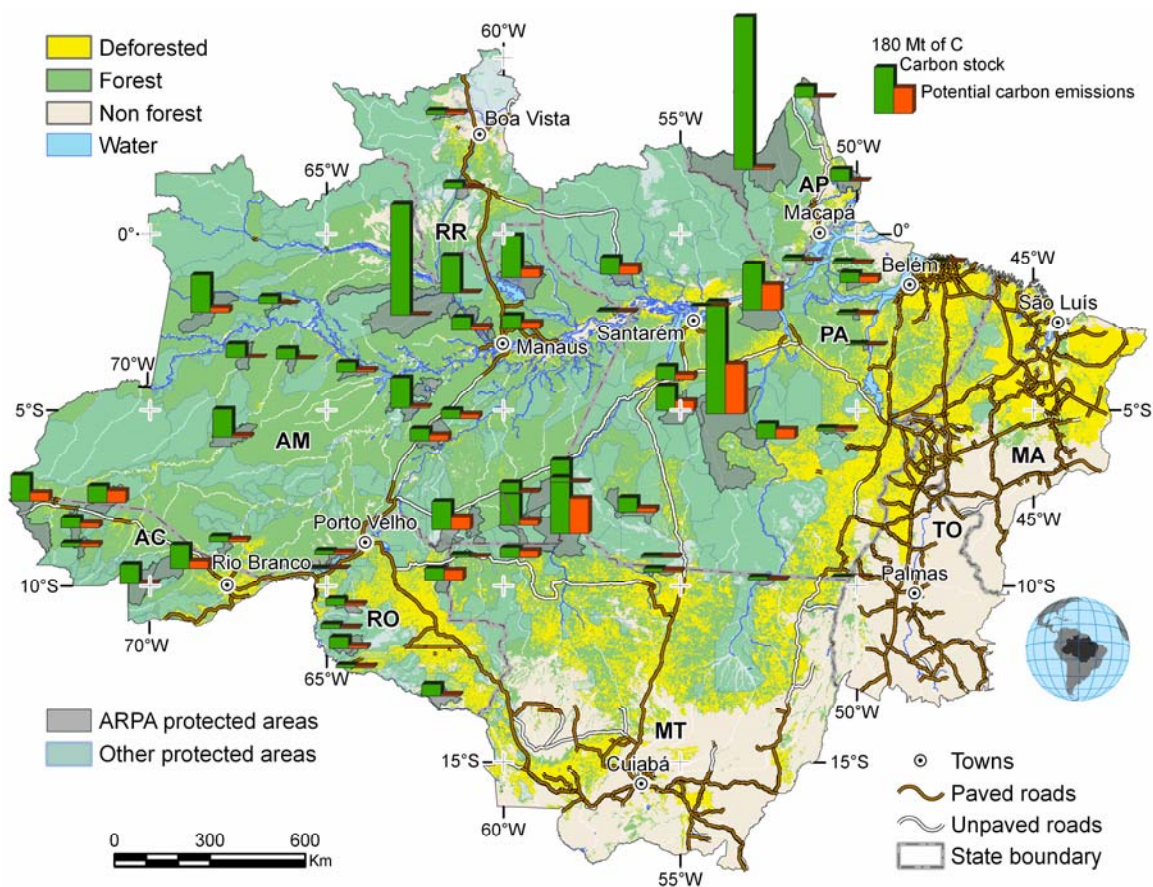 Deforested
Forest
Non forest
Water
60°W
180 Mt of C
Carbon stock
Potential carbon emissions
55°W
50°W
65°W
Boa Vista
AP
Macapá
0°
RR
0°
Belém
45°W
São Luís
Santarém
PA
Manaus
70°W
5°S
5°S
AM
MA
Porto Velho
45°W
AC
TO
Rio Branco
Palmas
10°S
10°S
70°W
RO
65°W
50°W
ARPA protected areas
Other protected areas
MT
15°S
Cuiabá
15°S
Towns
Paved roads
Unpaved roads
State boundary
60°W
0 300 600
Km
55°W